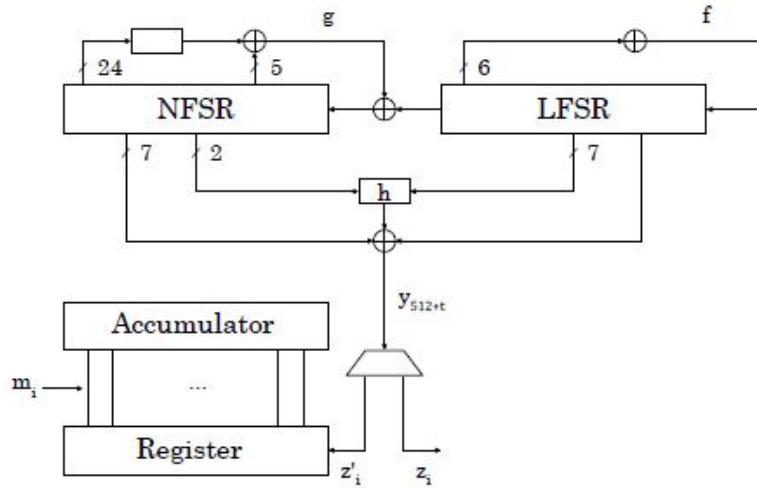 g
f
24
5
6
NFSR
LFSR
7
2
7
h
y512+t
Accumulator
mi
...
Register
z'i
zi